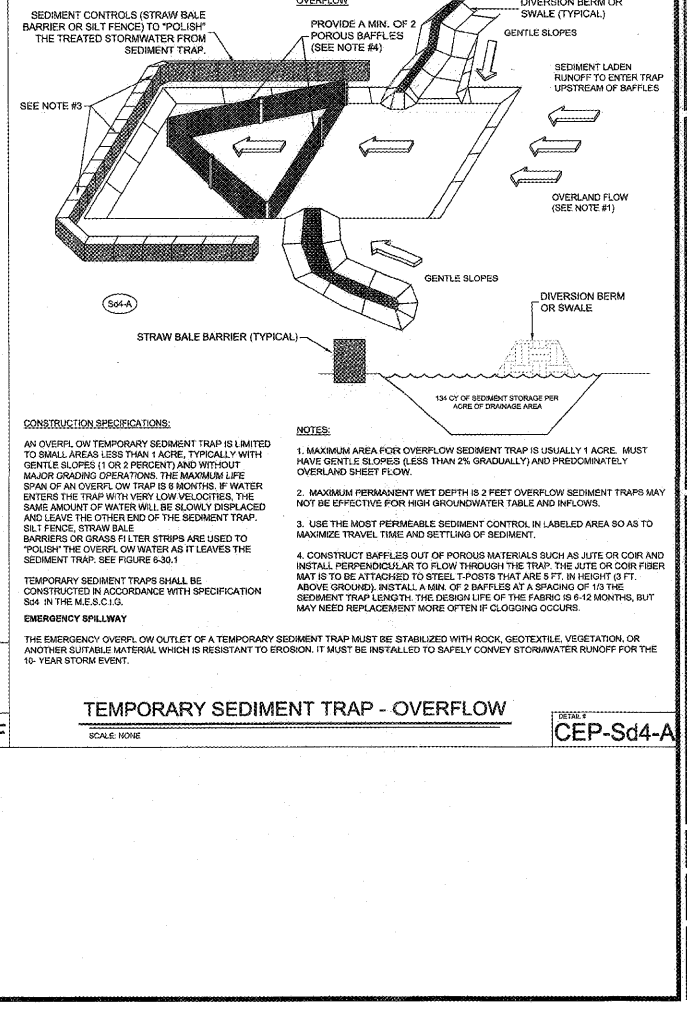 OVERFLOW
SEDIMENT CONTROLS (STRAW BALE
BARRIER OR SILT FENCE) TO "POLISH"
THE TREATED STORMWATER FROM
SEDIMENT TRAP.
PROVIDE A MIN. OF 2
POROUS BAFFLES
(SEE NOTE #4)
DIVERSION BERM OR
SWALE (TYPICAL)
GENTLE SLOPES
SEDIMENT LADEN
RUNOFF TO ENTER TRAP
UPSTREAM OF BAFFLES
SEE NOTE #3
OVERLAND FLOW
(SEE NOTE #1)
GENTLE SLOPES
Sd4-A
DIVERSION BERM
OR SWALE
STRAW BALE BARRIER (TYPICAL)
134 CY OF SEDIMENT STORAGE PER
ACRE OF DRAINAGE AREA
CONSTRUCTION SPECIFICATIONS:
AN OVERFL OW TEMPORARY SEDIMENT TRAP IS LIMITED
TO SMALL AREAS LESS THAN 1 ACRE, TYPICALLY WITH
GENTLE SLOPES (1 OR 2 PERCENT) AND WITHOUT
MAJOR GRADING OPERATIONS. THE MAXIMUM LIFE
SPAN OF AN OVERFL OW TRAP IS 6 MONTHS. IF WATER
ENTERS THE TRAP WITH VERY LOW VELOCITIES, THE
SAME AMOUNT OF WATER WILL BE SLOWLY DISPLACED
AND LEAVE THE OTHER END OF THE SEDIMENT TRAP.
SILT FENCE, STRAW BALE
BARRIERS OR GRASS FI LTER STRIPS ARE USED TO
"POLISH" THE OVERFL OW WATER AS IT LEAVES THE
SEDIMENT TRAP. SEE FIGURE 6-30.1
TEMPORARY SEDIMENT TRAPS SHALL BE
CONSTRUCTED IN ACCORDANCE WITH SPECIFICATION
Sd4 IN THE M.E.S.C.I.G.
NOTES:
1. MAXIMUM AREA FOR OVERFLOW SEDIMENT TRAP IS USUALLY 1 ACRE. MUST
HAVE GENTLE SLOPES (LESS THAN 2% GRADUALLY) AND PREDOMINATELY
OVERLAND SHEET FLOW.
2. MAXIMUM PERMANENT WET DEPTH IS 2 FEET OVERFLOW SEDIMENT TRAPS MAY
NOT BE EFFECTIVE FOR HIGH GROUNDWATER TABLE AND INFLOWS.
3. USE THE MOST PERMEABLE SEDIMENT CONTROL IN LABELED AREA SO AS TO
MAXIMIZE TRAVEL TIME AND SETTLING OF SEDIMENT.
4. CONSTRUCT BAFFLES OUT OF POROUS MATERIALS SUCH AS JUTE OR COIR AND
INSTALL PERPENDICULAR TO FLOW THROUGH THE TRAP. THE JUTE OR COIR FIBER
MAT IS TO BE ATTACHED TO STEEL T-POSTS THAT ARE 5 FT. IN HEIGHT (3 FT.
ABOVE GROUND). INSTALL A MIN. OF 2 BAFFLES AT A SPACING OF 1/3 THE
SEDIMENT TRAP LENGTH. THE DESIGN LIFE OF THE FABRIC IS 6-12 MONTHS, BUT
MAY NEED REPLACEMENT MORE OFTEN IF CLOGGING OCCURS.
EMERGENCY SPILLWAY
THE EMERGENCY OVERFL OW OUTLET OF A TEMPORARY SEDIMENT TRAP MUST BE STABILIZED WITH ROCK, GEOTEXTILE, VEGETATION, OR
ANOTHER SUITABLE MATERIAL WHICH IS RESISTANT TO EROSION. IT MUST BE INSTALLED TO SAFELY CONVEY STORMWATER RUNOFF FOR THE
10- YEAR STORM EVENT.
TEMPORARY SEDIMENT TRAP - OVERFLOW
SCALE: NONE
DETAIL #
CEP-Sd4-A